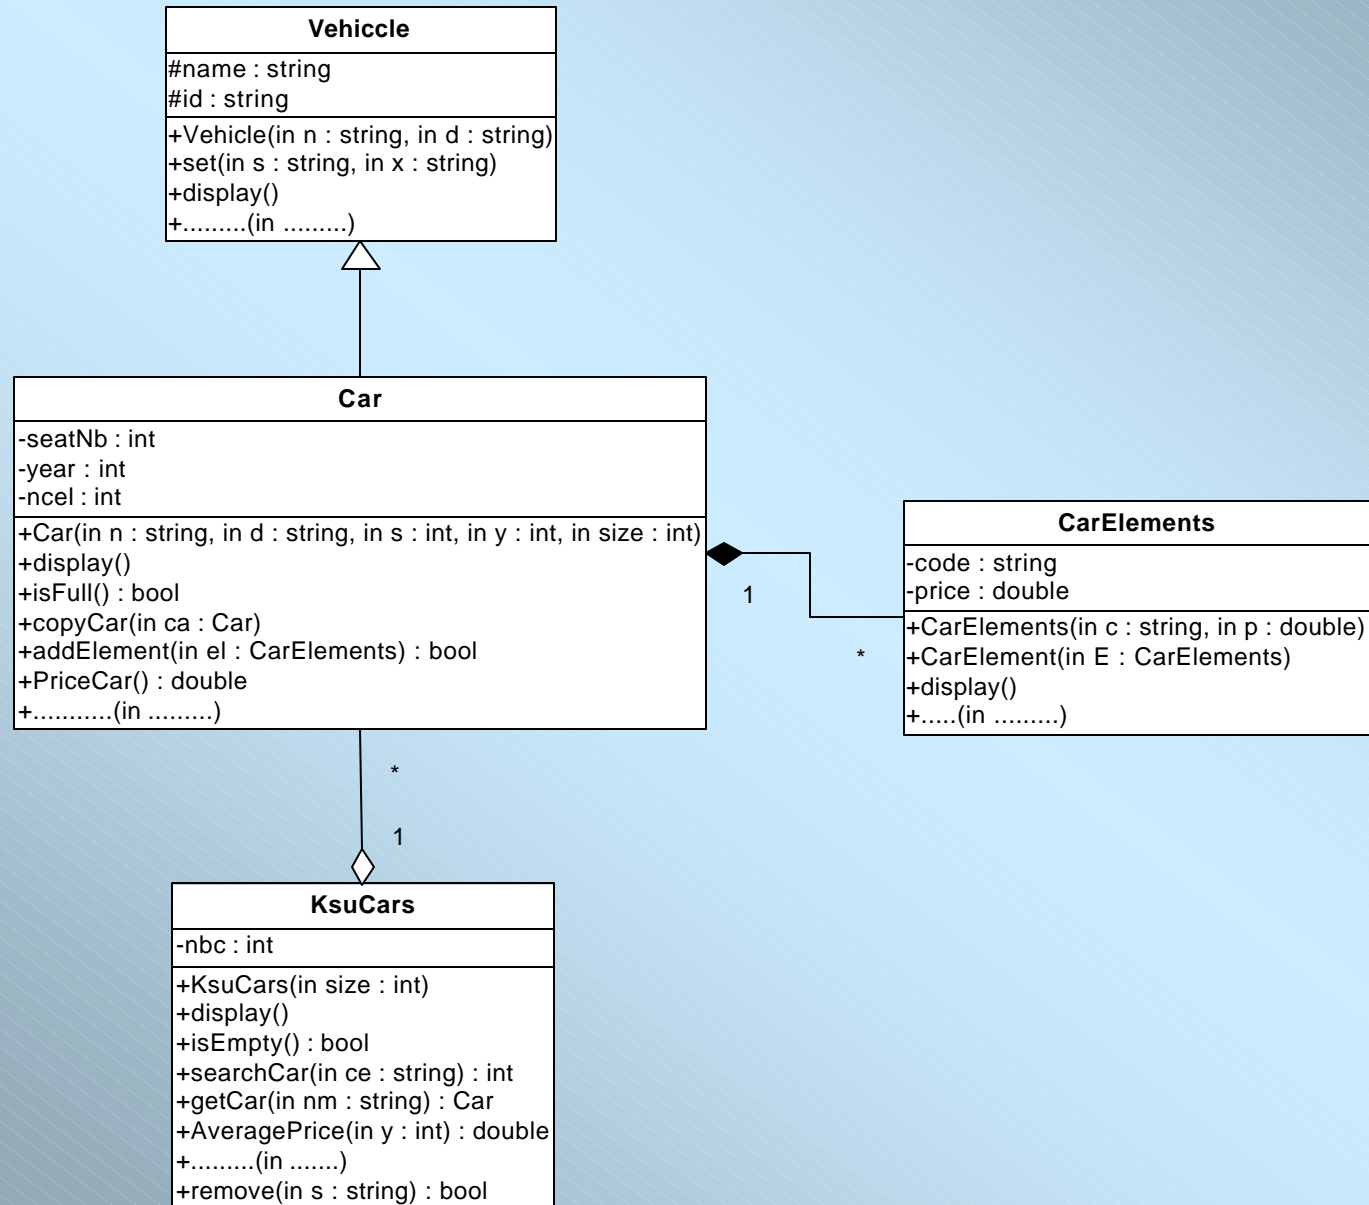 Vehiccle
#name : string
#id : string
+Vehicle(in n : string, in d : string)
+set(in s : string, in x : string)
+display()
+.........(in .........)
Car
-seatNb : int
-year : int
-ncel : int
+Car(in n : string, in d : string, in s : int, in y : int, in size : int)
+display()
+isFull() : bool
+copyCar(in ca : Car)
+addElement(in el : CarElements) : bool
+PriceCar() : double
+...........(in .........)
1
*
CarElements
-code : string
-price : double
+CarElements(in c : string, in p : double)
+CarElement(in E : CarElements)
+display()
+.....(in .........)
*
1
KsuCars
-nbc : int
+KsuCars(in size : int)
+display()
+isEmpty() : bool
+searchCar(in ce : string) : int
+getCar(in nm : string) : Car
+AveragePrice(in y : int) : double
+.........(in .......)
+remove(in s : string) : bool